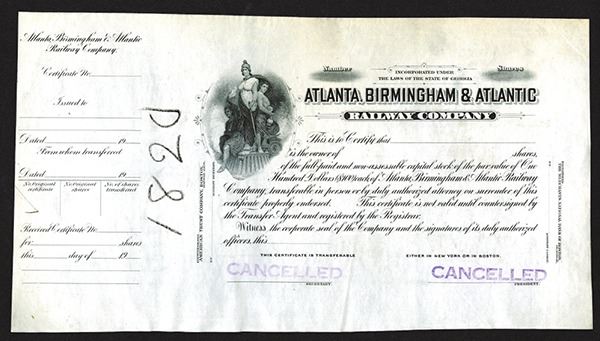 Atlanta, Birmingham & Atlantic
Railway Company.
Certificate No.
Issued to
Dated 19
From whom transferred
Dated 19
No. Original certificate
No. Original shares
No. of shares transferred
Received Certificate No.
for shares
this day of 19
1820
Number
Shares
INCORPORATED UNDER
THE LAWS OF THE STATE OF GEORGIA
ATLANTA, BIRMINGHAM & ATLANTIC
RAILWAY COMPANY
This is to Certify that
is the owner of shares,
of the full-paid and non-assessable capital stock of the par value of One
Hundred Dollars ($100) each of Atlanta, Birmingham & Atlantic Railway
Company, transferable in person or by duly authorized attorney on surrender of this
certificate properly endorsed. This certificate is not valid until countersigned by
the Transfer Agent and registered by the Registrar.
Witness, the corporate seal of the Company and the signatures of its duly authorized
officers, this
AMERICAN TRUST COMPANY, BOSTON,
THIS CERTIFICATE IS TRANSFERABLE
EITHER IN NEW YORK OR IN BOSTON.
CANCELLED
CANCELLED
SECRETARY.
PRESIDENT.